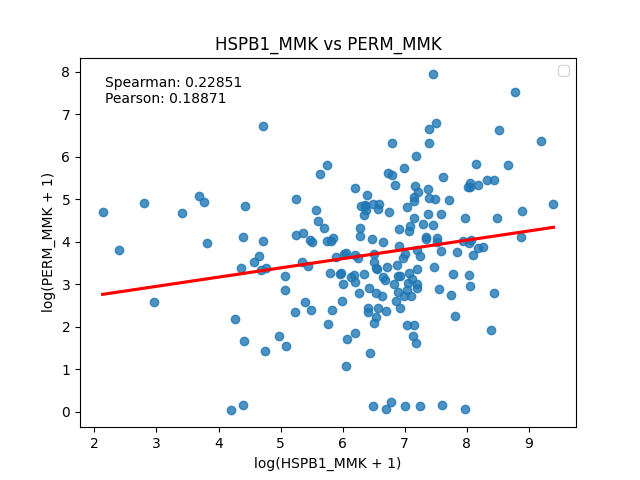 HSPB1_MMK vs PERM_MMK
Spearman: 0.22851
Pearson: 0.18871
log(PERM_MMK + 1)
8
7
6
5
4
3
2
1
0
2 3 4 5 6 7 8 9
log(HSPB1_MMK + 1)